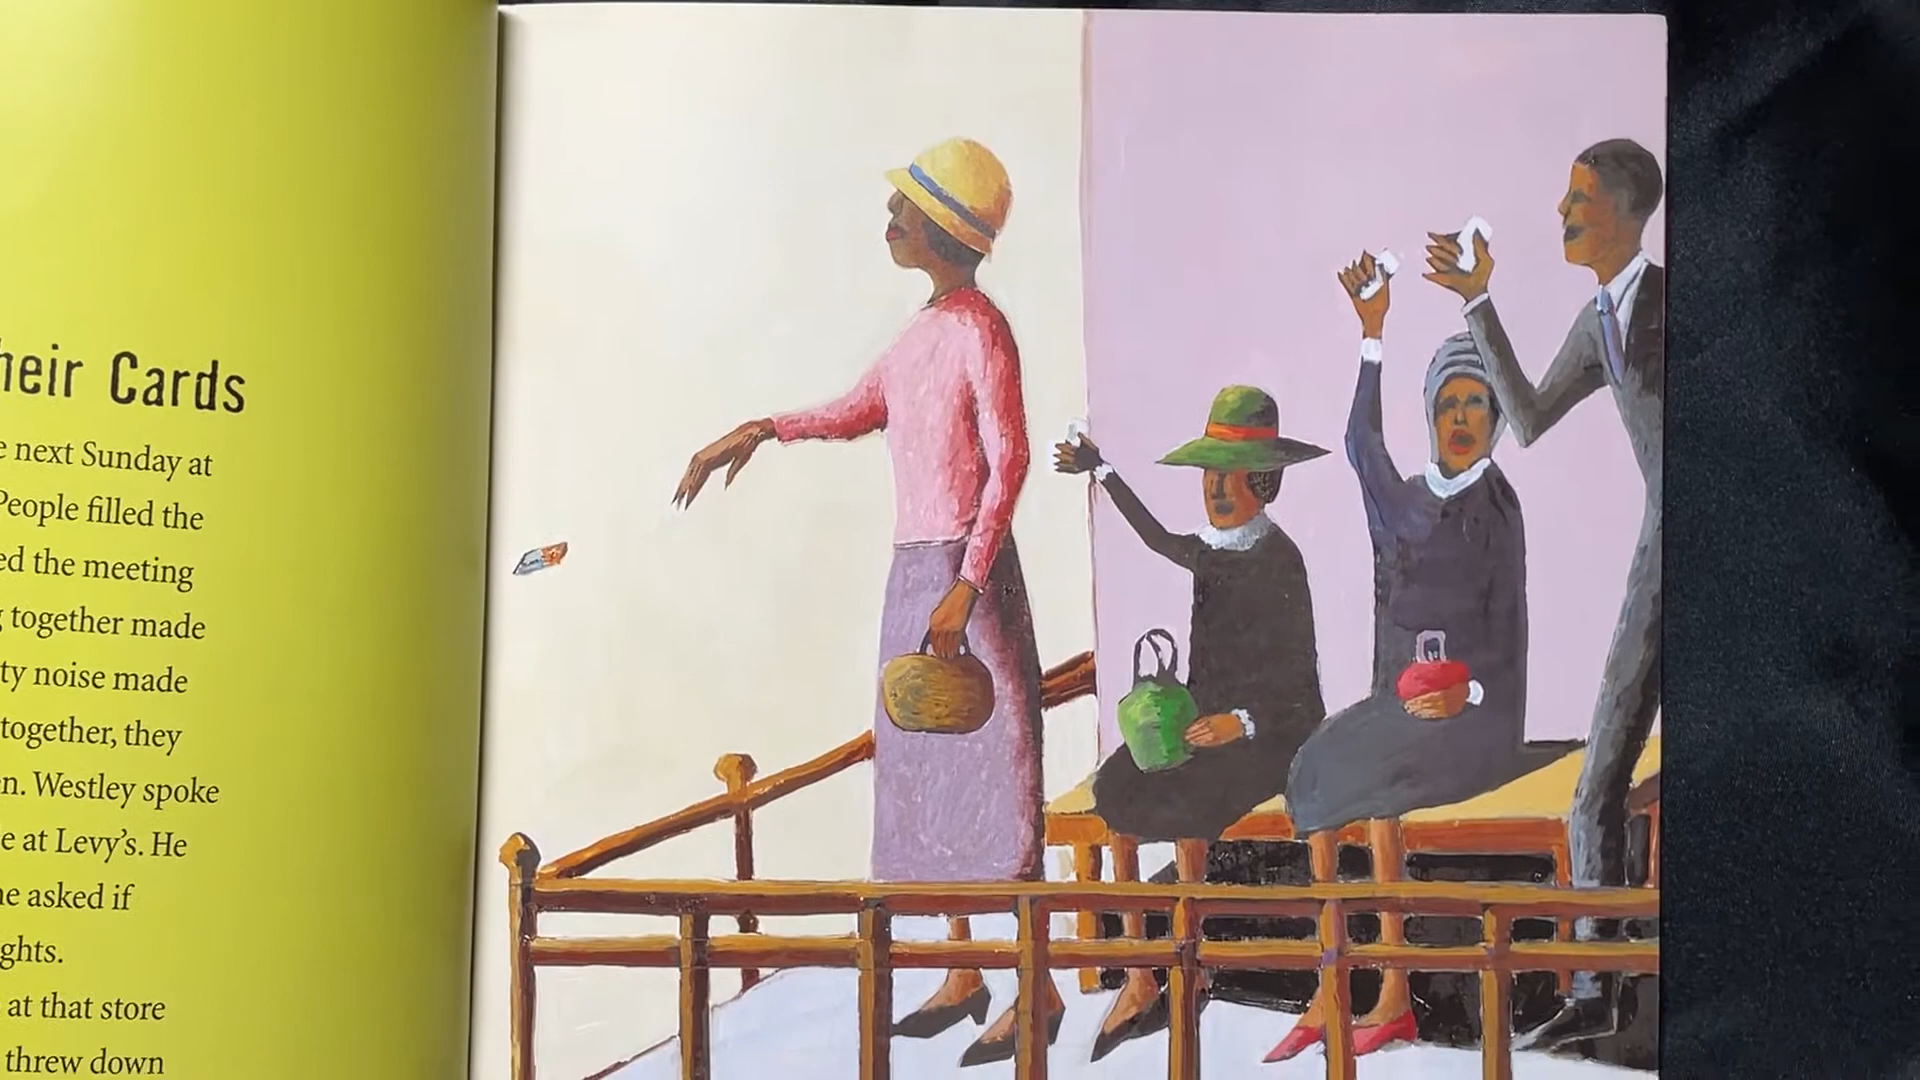 heir Cards
next Sunday at
People filled the
ed the meeting
together made
ty noise made
together, they
n. Westley spoke
e at Levy’s. He
he asked if
ghts.
at that store
threw down